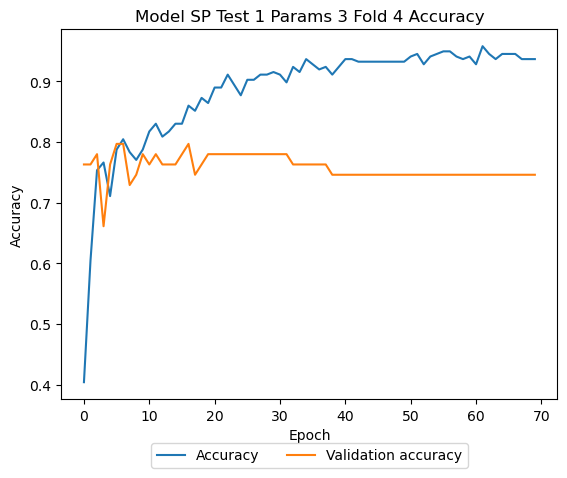 Model SP Test 1 Params 3 Fold 4 Accuracy
Accuracy
0.9
0.8
0.7
0.6
0.5
0.4
0 10 20 30 40 50 60 70
Epoch
Accuracy Validation accuracy